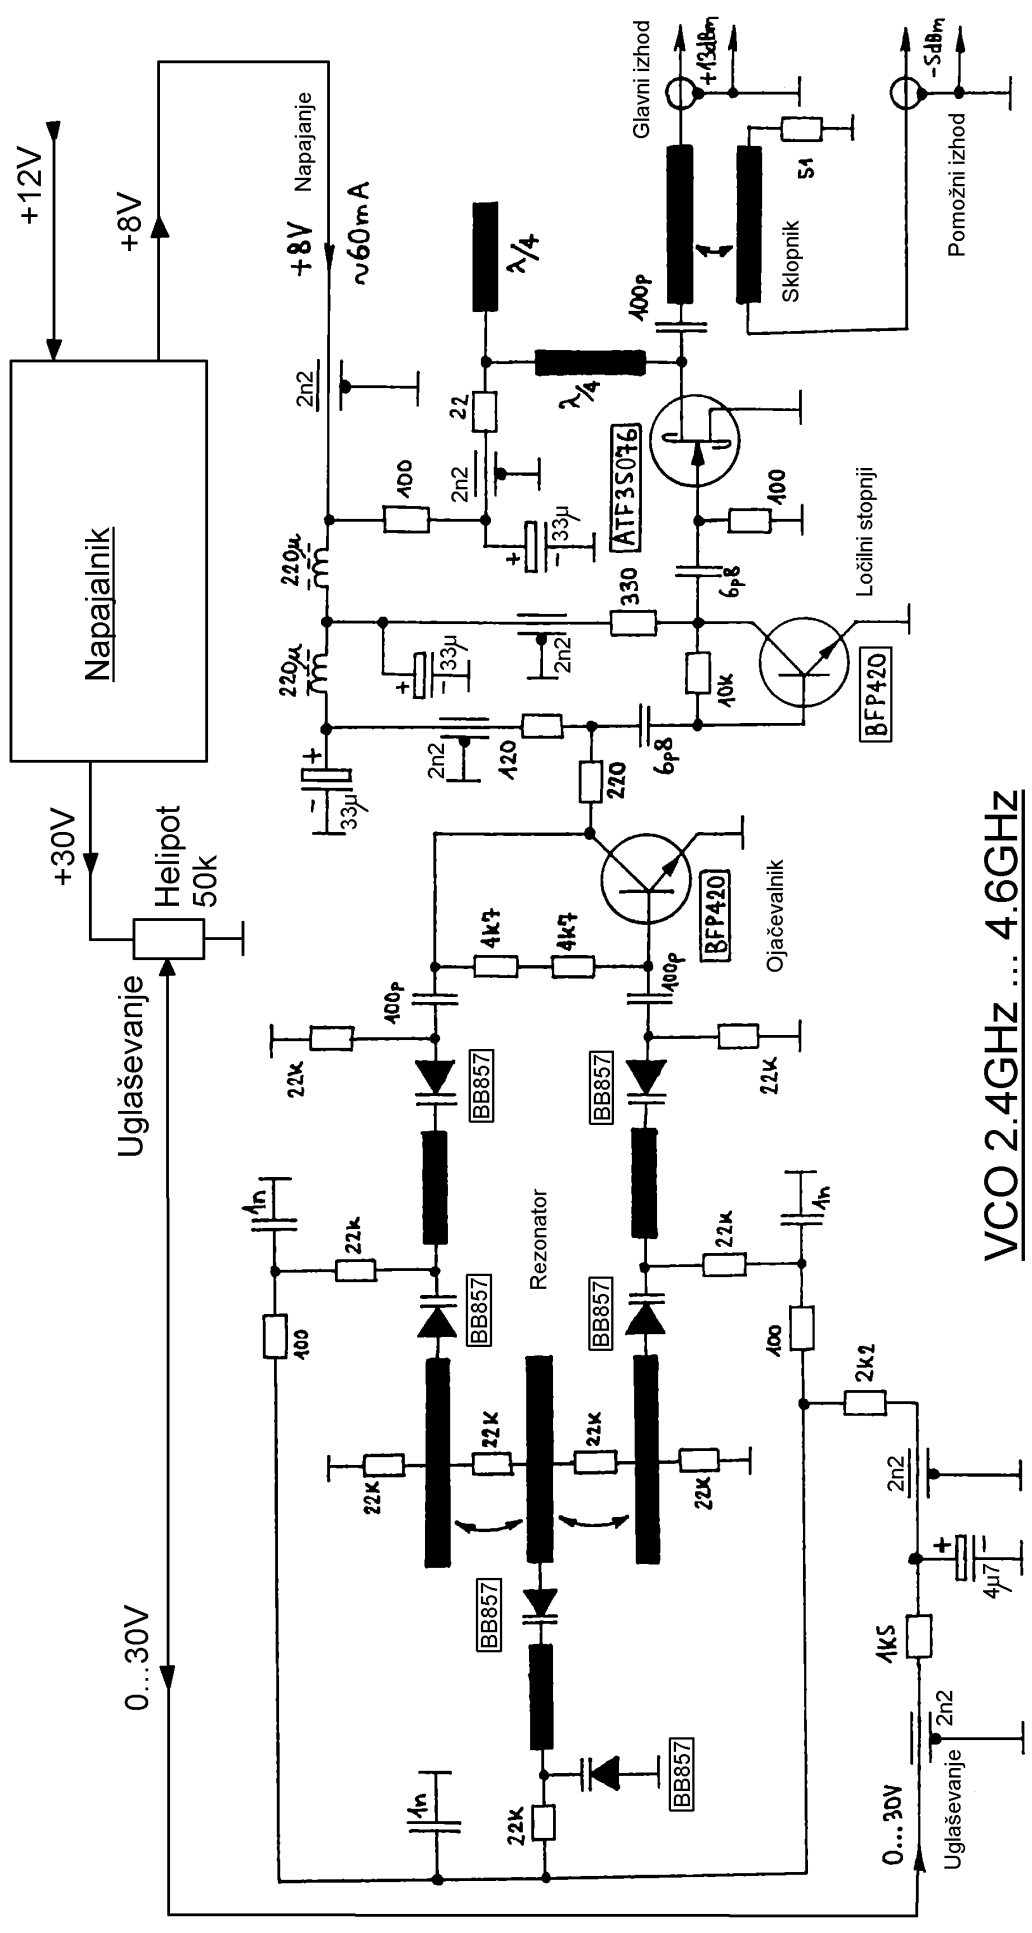 +12V
+8V
Napajalnik
+30V
Helipot
50k
Uglaševanje
0...30V
+8V
~60mA
Napajanje
2n2
100
220µ
220µ
33µ
2n2
120
33µ
2n2
330
22
2n2
33µ
λ/4
λ/4
ATF35076
100p
Glavni izhod
+13dBm
Sklopnik
51
Pomožni izhod
-5dBm
100
6p8
Ločilni stopnji
10k
BFP420
6p8
220
BFP420
Ojačevalnik
4k7
4k7
100p
100p
22k
22k
BB857
BB857
1n
22k
22k
1n
Rezonator
BB857
BB857
100
100
22k
22k
22k
22k
2k2
2n2
4µ7
1k5
2n2
0...30V
Uglaševanje
BB857
BB857
22k
1n
VCO 2.4GHz ... 4.6GHz